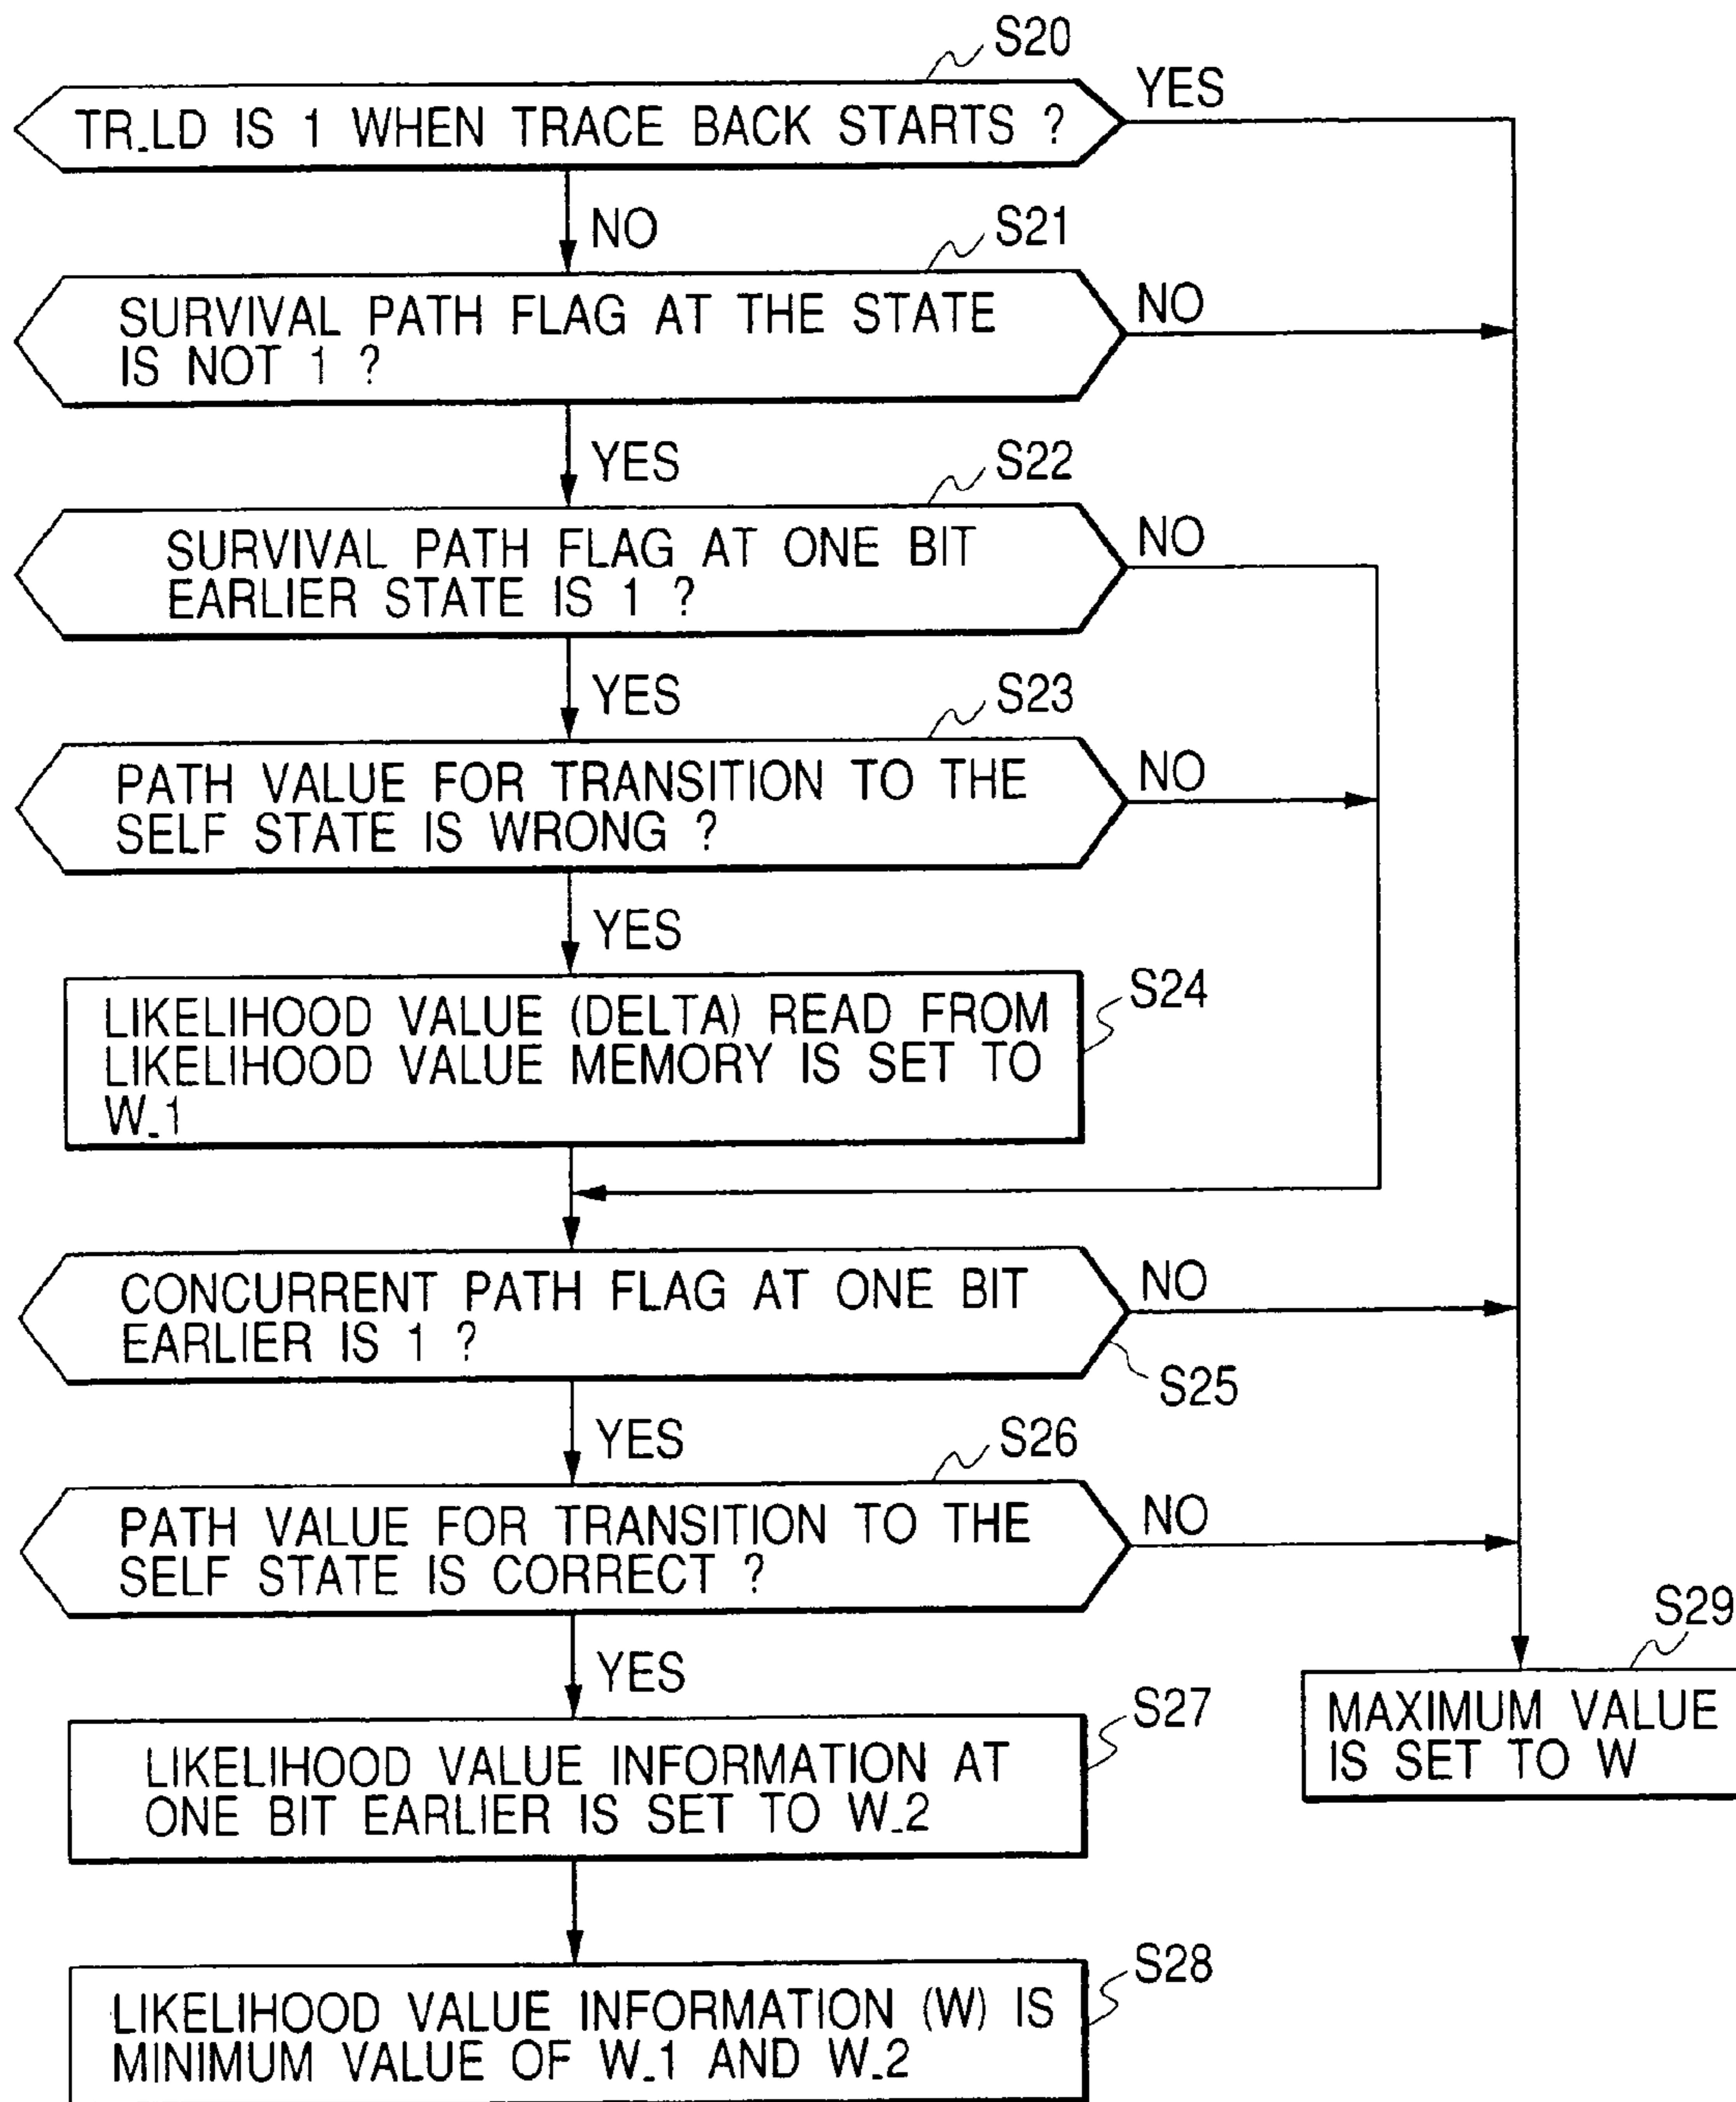 S20
TR_LD IS 1 WHEN TRACE BACK STARTS ?
YES
NO
S21
SURVIVAL PATH FLAG AT THE STATE
IS NOT 1 ?
NO
YES
S22
SURVIVAL PATH FLAG AT ONE BIT
EARLIER STATE IS 1 ?
NO
YES
S23
PATH VALUE FOR TRANSITION TO THE
SELF STATE IS WRONG ?
NO
YES
S24
LIKELIHOOD VALUE (DELTA) READ FROM
LIKELIHOOD VALUE MEMORY IS SET TO
W_1
CONCURRENT PATH FLAG AT ONE BIT
EARLIER IS 1 ?
NO
S25
YES
S26
PATH VALUE FOR TRANSITION TO THE
SELF STATE IS CORRECT ?
NO
YES
S27
LIKELIHOOD VALUE INFORMATION AT
ONE BIT EARLIER IS SET TO W_2
S29
MAXIMUM VALUE
IS SET TO W
S28
LIKELIHOOD VALUE INFORMATION (W) IS
MINIMUM VALUE OF W_1 AND W_2